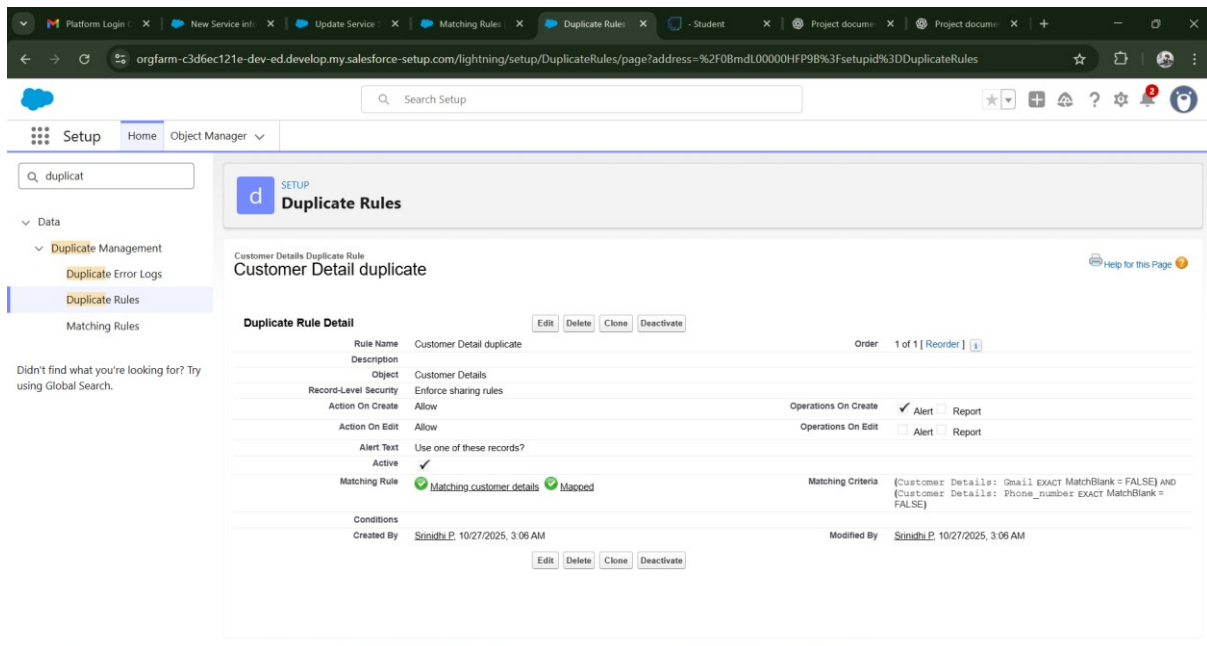 Platform Login C
New Service info
Update Service S
Matching Rules
Duplicate Rules
- Student
Project docume
Project docume
orgfarm-c3d6ec121e-dev-ed.develop.my.salesforce-setup.com/lightning/setup/DuplicateRules/page?address=%2F0BmdL00000HFP9B%3Fsetupid%3DDuplicateRules
Search Setup
2
Setup Home Object Manager
duplicat
Data
Duplicate Management
Duplicate Error Logs
Duplicate Rules
Matching Rules
Didn't find what you're looking for? Try
using Global Search.
d
SETUP
Duplicate Rules
Customer Details Duplicate Rule
Customer Detail duplicate
Help for this Page ?
Duplicate Rule Detail Edit Delete Clone Deactivate
Rule Name Customer Detail duplicate Order 1 of 1 [ Reorder ] i
Description
Object Customer Details
Record-Level Security Enforce sharing rules
Action On Create Allow Operations On Create Alert Report
Action On Edit Allow Operations On Edit Alert Report
Alert Text Use one of these records?
Active
Matching Rule Matching customer details Mapped Matching Criteria (Customer Details: Gmail EXACT MatchBlank = FALSE) AND
(Customer Details: Phone_number EXACT MatchBlank =
FALSE)
Conditions
Created By Srinidhi P, 10/27/2025, 3:06 AM Modified By Srinidhi P, 10/27/2025, 3:06 AM
Edit Delete Clone Deactivate